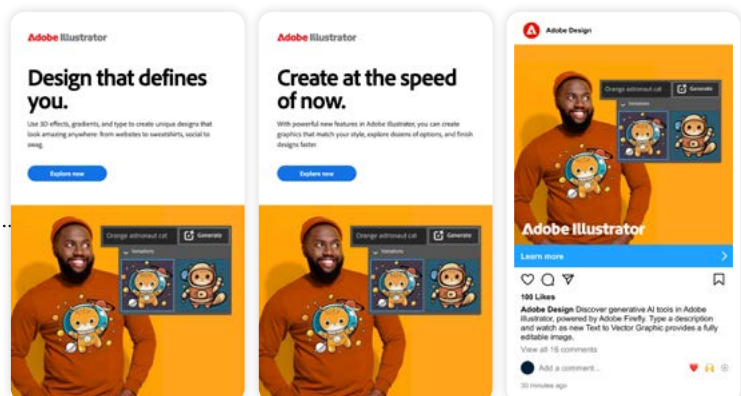 Adobe Illustrator
Design that defines
you.
Use 3D effects, gradients, and type to create unique designs that
look amazing anywhere: from websites to sweatshirts, social to
swag.
Explore now
Orange astronaut cat
Generate
Variations
Adobe Illustrator
Create at the speed
of now.
With powerful new features in Adobe Illustrator, you can create
graphics that match your style, explore dozens of options, and finish
designs faster.
Explore now
Orange astronaut cat
Generate
Variations
Adobe Design
Orange astronaut cat
Generate
Variations
Adobe Illustrator
Learn more
100 Likes
Adobe Design Discover generative AI tools in Adobe
Illustrator, powered by Adobe Firefly. Type a description
and watch as new Text to Vector Graphic provides a fully
editable image.
View all 16 comments
Add a comment...
30 minutes ago